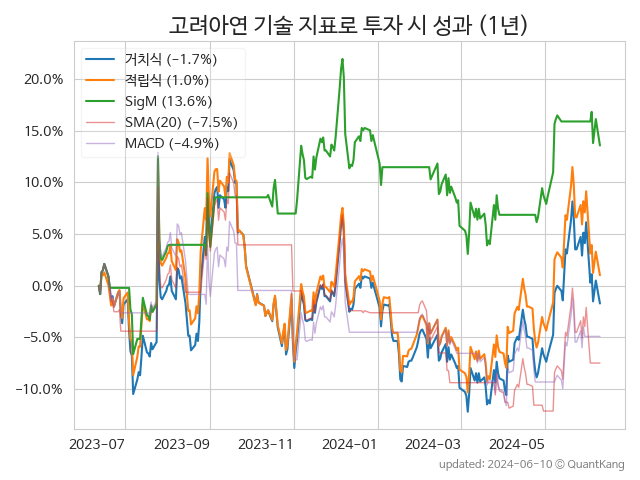 고려아연 기술 지표로 투자 시 성과 (1년)
거치식 (−1.7%)
적립식 (1.0%)
SigM (13.6%)
SMA(20) (−7.5%)
MACD (−4.9%)
20.0%
15.0%
10.0%
5.0%
0.0%
−5.0%
−10.0%
2023-07 2023-09 2023-11 2024-01 2024-03 2024-05
updated: 2024-06-10 © QuantKang